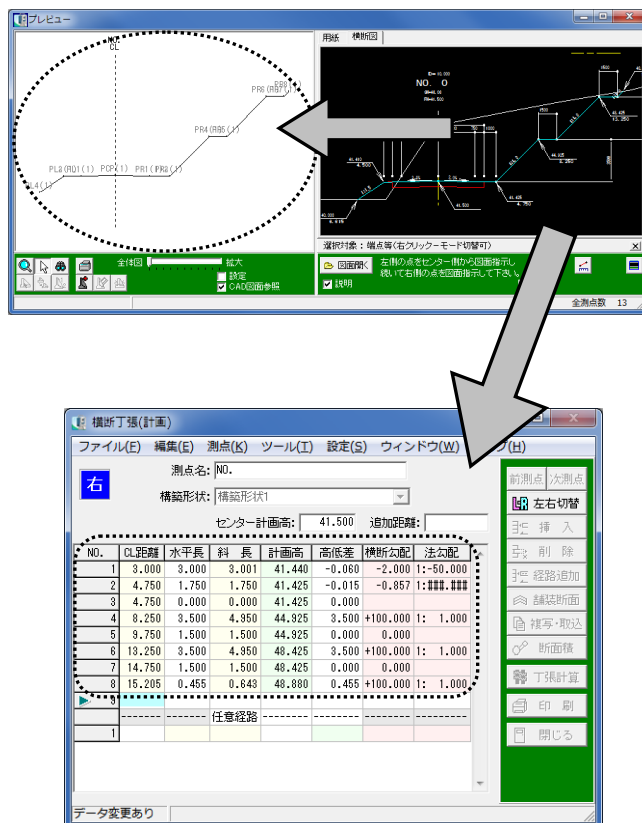 プレビュー
NO.
CL
PR6(RB7(1)
PR4(RB5(1)
PL3(RO1(1) PCP(1) PR1(PR2(1)
PL4(1)
用紙 横断図
NO. 0
1500
1500
750 1000
4.500
41.500
選択対象：端点等(右クリックーモード切替可)
全体図 拡大
設定
CAD図面参照
図面開く 左側の点をセンター側から図面指示し
続いて右側の点を図面指示して下さい。
説明
全測点数 13
横断丁張(計画)
ファイル(F) 編集(E) 測点(K) ツール(T) 設定(S) ウィンドウ(W) (H)
右
測点名: NO.
構築形状: 構築形状1
センター計画高: 41.500 追加距離:
NO. CL距離 水平長 斜 長 計画高 高低差 横断勾配 法勾配
1 3.000 3.000 3.001 41.440 -0.060 -2.000 1:-50.000
2 4.750 1.750 1.750 41.425 -0.015 -0.857 1:###.###
3 4.750 0.000 0.000 41.425 0.000
4 8.250 3.500 4.950 44.925 3.500 +100.000 1: 1.000
5 9.750 1.500 1.500 44.925 0.000 0.000
6 13.250 3.500 4.950 48.425 3.500 +100.000 1: 1.000
7 14.750 1.500 1.500 48.425 0.000 0.000
8 15.205 0.455 0.643 48.880 0.455 +100.000 1: 1.000
9
------- ------- 任意経路 ------- ------- ------- -------
1
前測点 次測点
L⇔R 左右切替
挿 入
削 除
経路追加
舗装断面
複写・取込
断面積
丁張計算
印 刷
閉じる
データ変更あり